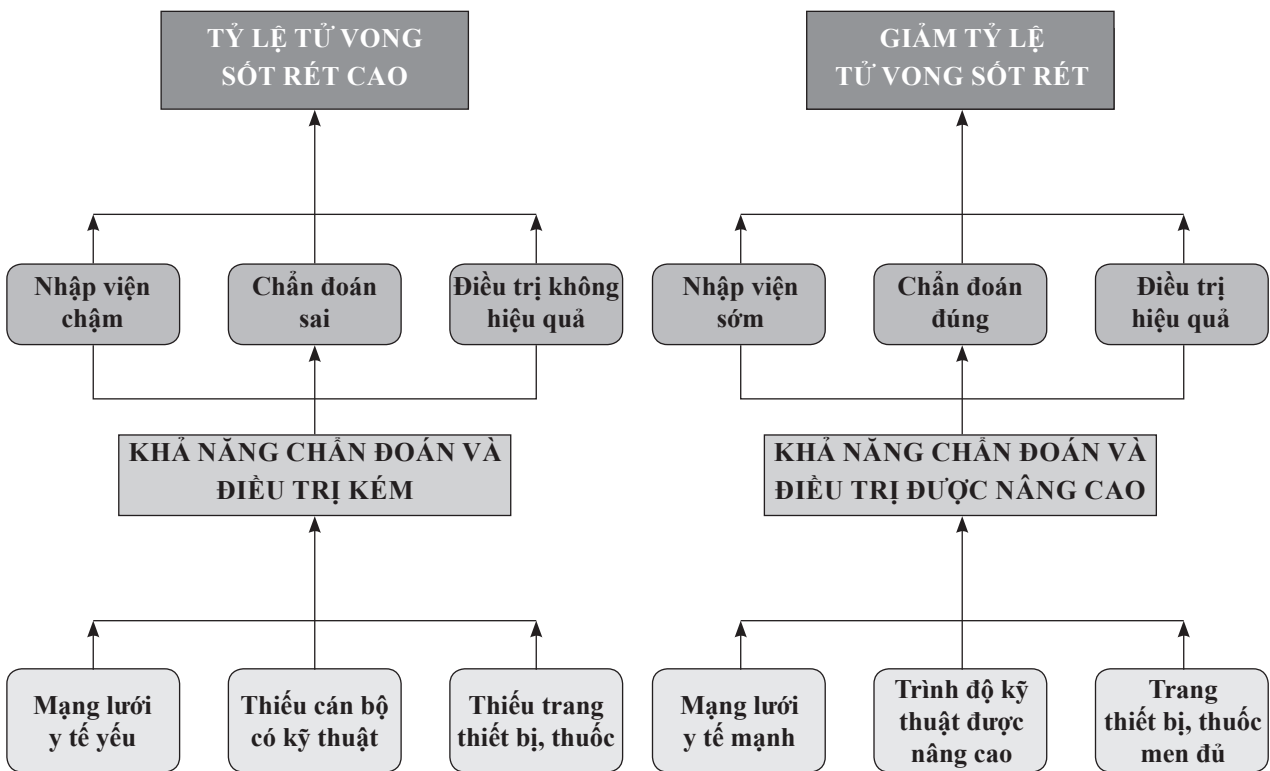 TỶ LỆ TỬ VONG
SỐT RÉT CAO
Nhập viện
chậm
Chẩn đoán
sai
Điều trị không
hiệu quả
KHẢ NĂNG CHẨN ĐOÁN VÀ
ĐIỀU TRỊ KÉM
Mạng lưới
y tế yếu
Thiếu cán bộ
có kỹ thuật
Thiếu trang
thiết bị, thuốc
GIẢM TỶ LỆ
TỬ VONG SỐT RÉT
Nhập viện
sớm
Chẩn đoán
đúng
Điều trị
hiệu quả
KHẢ NĂNG CHẨN ĐOÁN VÀ
ĐIỀU TRỊ ĐƯỢC NÂNG CAO
Mạng lưới
y tế mạnh
Trình độ kỹ
thuật được
nâng cao
Trang
thiết bị, thuốc
men đủ